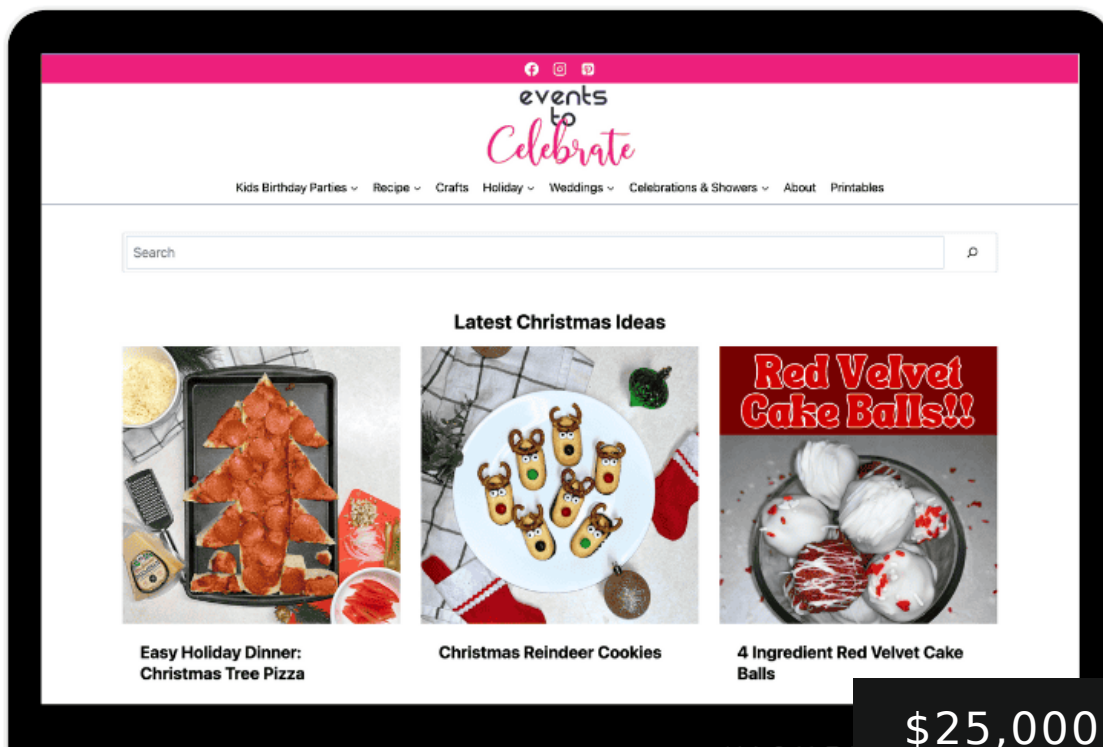 events
to
Celebrate
Kids Birthday Parties Recipe Crafts Holiday Weddings Celebrations & Showers About Printables
Search
Latest Christmas Ideas
Red Velvet
Cake Balls!!
Easy Holiday Dinner:
Christmas Tree Pizza
Christmas Reindeer Cookies
4 Ingredient Red Velvet Cake
Balls
$25,000